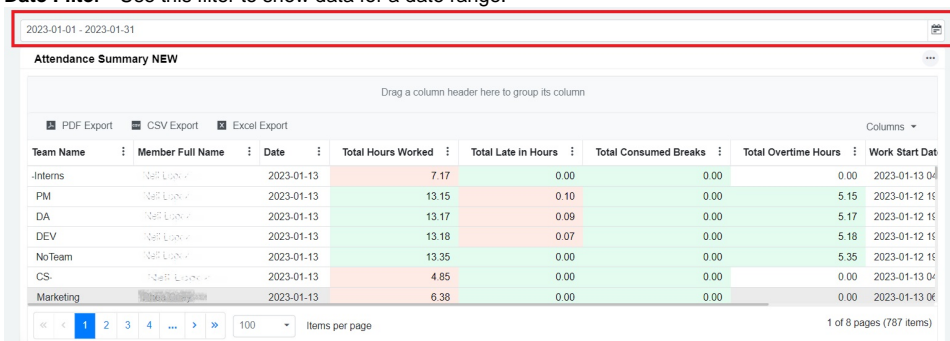 Date Filter - Use this filter to show data for a date range.
2023-01-01 - 2023-01-31
Attendance Summary NEW
Drag a column header here to group its column
PDF Export CSV Export Excel Export Columns
Team Name Member Full Name Date Total Hours Worked Total Late in Hours Total Consumed Breaks Total Overtime Hours Work Start Dat
-Interns 2023-01-13 7.17 0.00 0.00 0.00 2023-01-13 04
PM 2023-01-13 13.15 0.10 0.00 5.15 2023-01-12 19
DA 2023-01-13 13.17 0.09 0.00 5.17 2023-01-12 19
DEV 2023-01-13 13.18 0.07 0.00 5.18 2023-01-12 19
NoTeam 2023-01-13 13.35 0.00 0.00 5.35 2023-01-12 19
CS- 2023-01-13 4.85 0.00 0.00 0.00 2023-01-13 04
Marketing 2023-01-13 6.38 0.00 0.00 0.00 2023-01-13 06
« ‹ 1 2 3 4 ... › » 100 Items per page 1 of 8 pages (787 items)